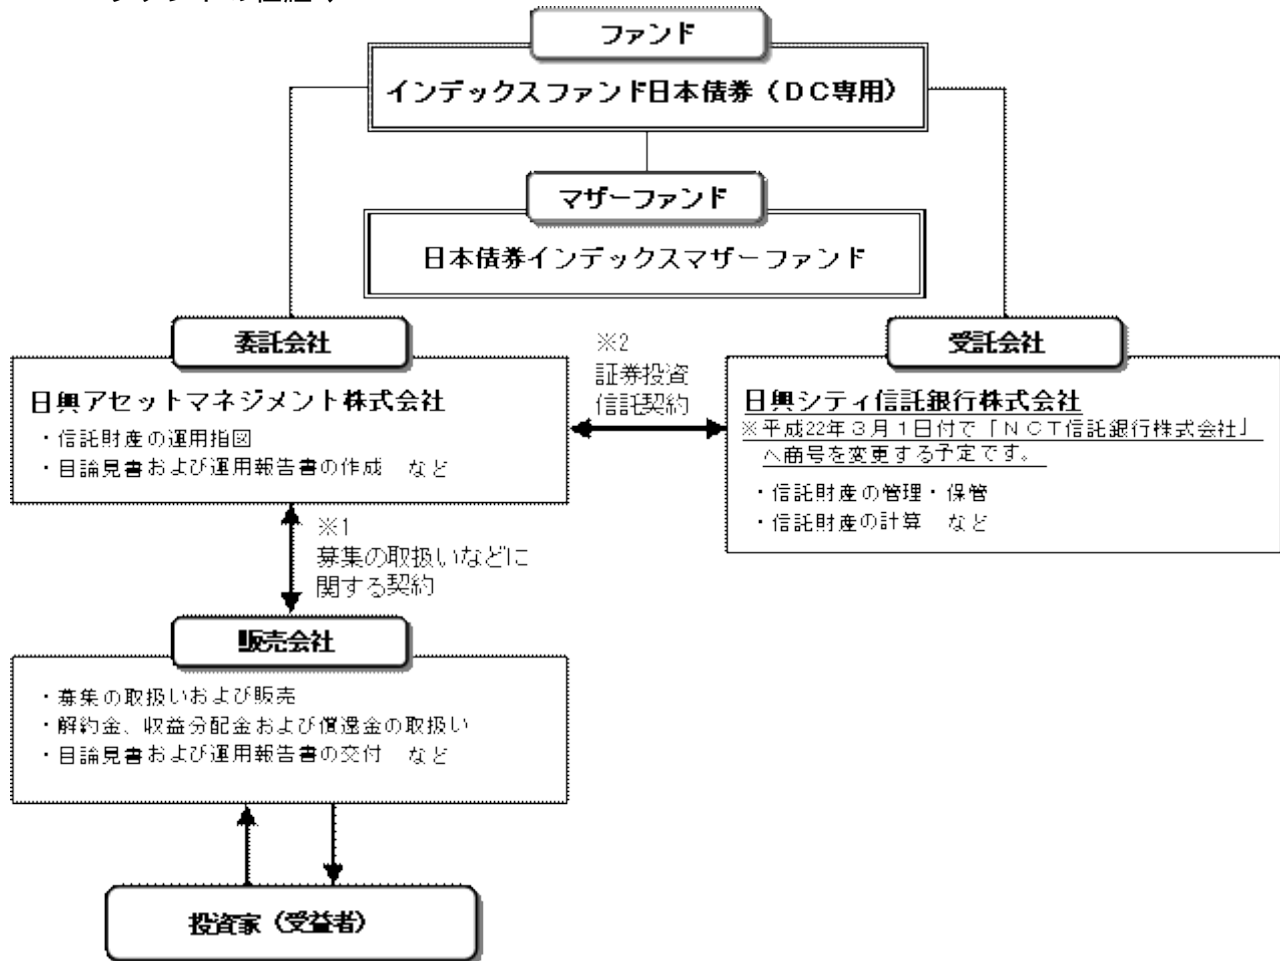 ファンド
インデックスファンド日本債券（ＤＣ専用）
マザーファンド
日本債券インデックスマザーファンド
委託会社
日興アセットマネジメント株式会社
・信託財産の運用指図
・目論見書および運用報告書の作成　など
※2
証券投資
信託契約
受託会社
日興シティ信託銀行株式会社
※平成22年３月１日付で「ＮＣＴ信託銀行株式会社」
へ商号を変更する予定です。
・信託財産の管理・保管
・信託財産の計算　など
※1
募集の取扱いなどに
関する契約
販売会社
・募集の取扱いおよび販売
・解約金、収益分配金および償還金の取扱い
・目論見書および運用報告書の交付　など
投資家（受益者）